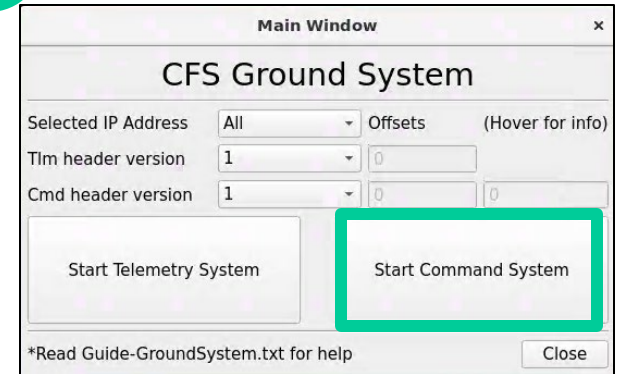 Main Window ×
CFS Ground System
Selected IP Address All Offsets (Hover for info)
Tlm header version 1 0
Cmd header version 1 0 0
Start Telemetry System Start Command System
*Read Guide-GroundSystem.txt for help Close